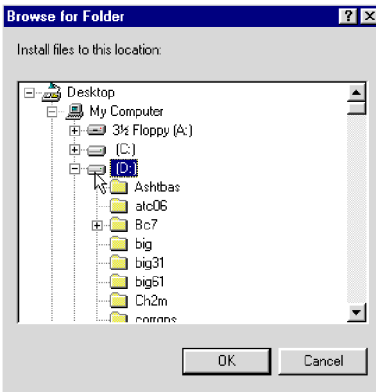 Browse for Folder
Install files to this location:
Desktop
My Computer
3½ Floppy (A:)
(C:)
(D:)
Ashtbas
atc06
Bc7
big
big31
big61
Ch2m
OK Cancel